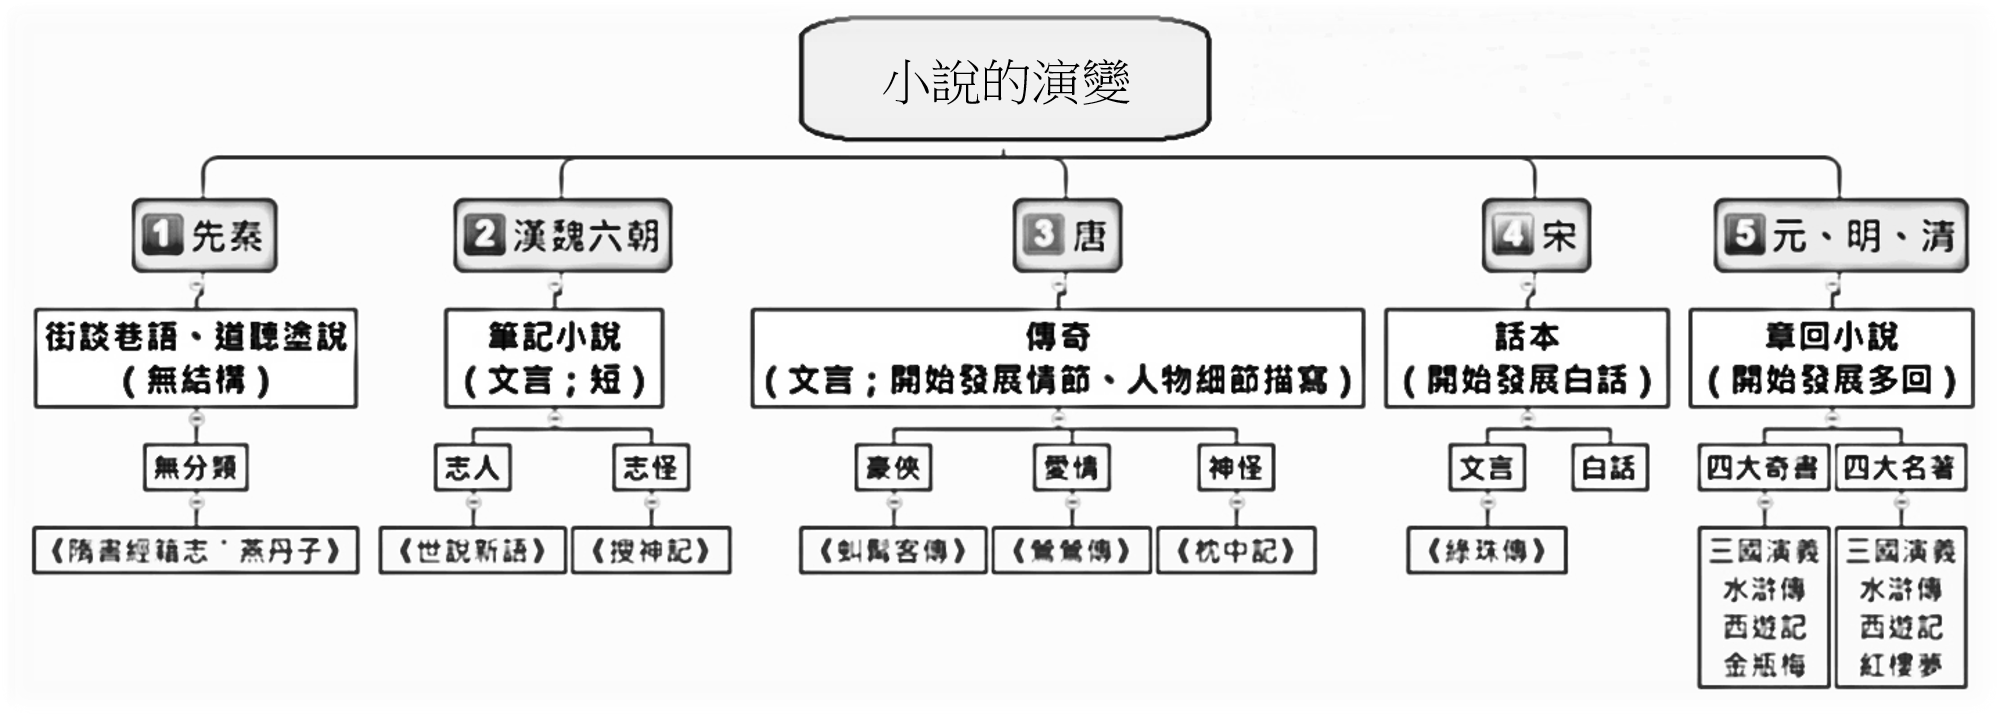 小說的演變
1 先秦
2 漢魏六朝
3 唐
4 宋
5 元、明、清
街談巷語、道聽塗說
（無結構）
筆記小說
（文言；短）
傳奇
（文言；開始發展情節、人物細節描寫）
話本
（開始發展白話）
章回小說
（開始發展多回）
無分類
志人
志怪
豪俠
愛情
神怪
文言
白話
四大奇書
四大名著
《隋書經籍志˙燕丹子》
《世說新語》
《搜神記》
《虯髯客傳》
《鶯鶯傳》
《枕中記》
《綠珠傳》
三國演義
水滸傳
西遊記
金瓶梅
三國演義
水滸傳
西遊記
紅樓夢